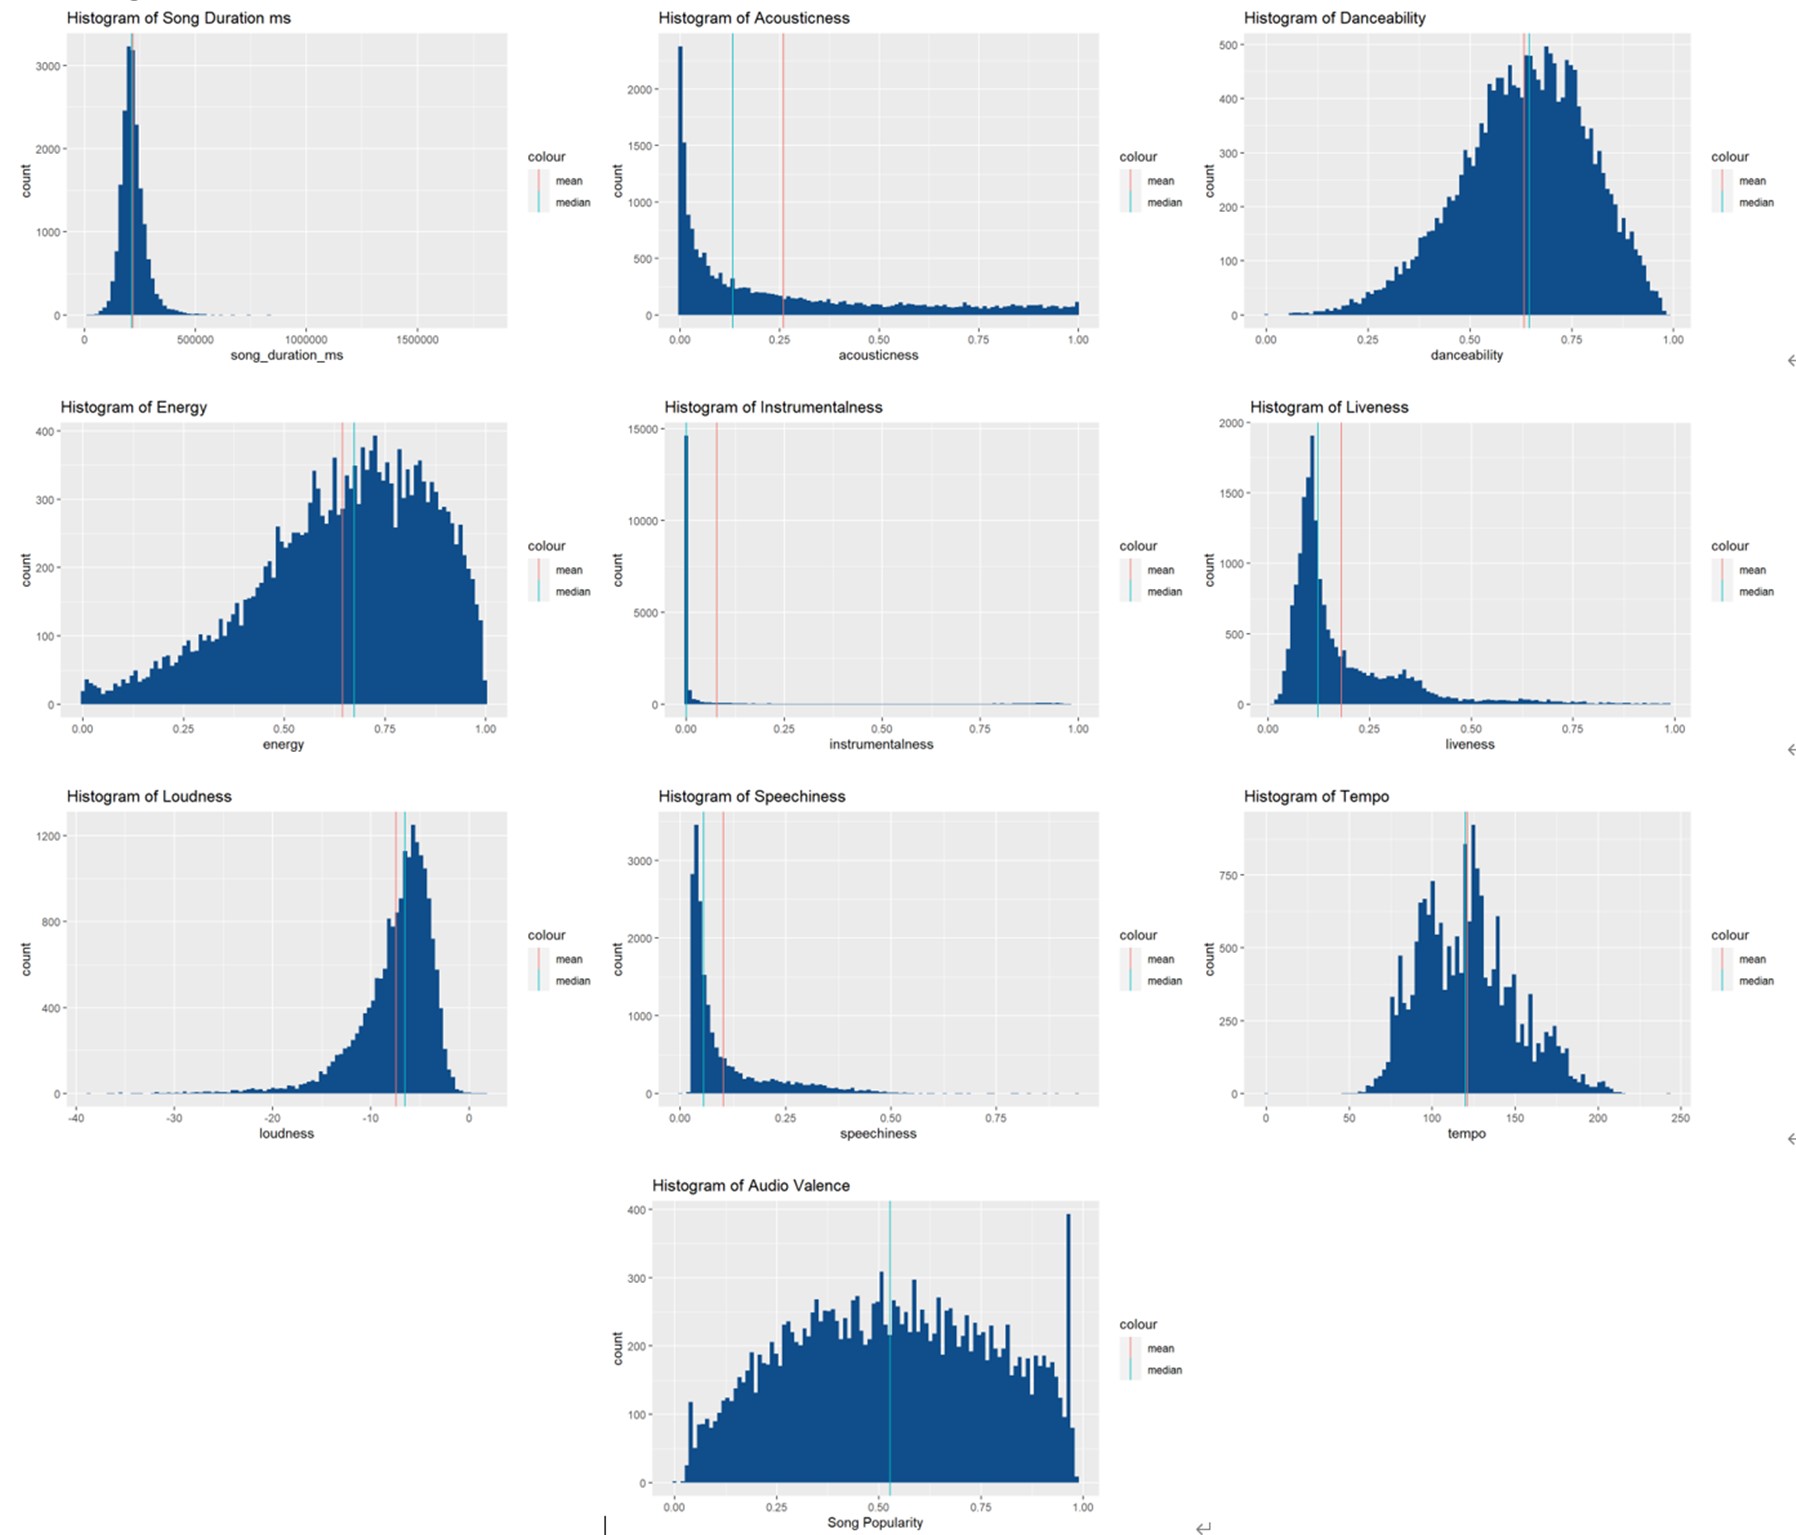 Histogram of Song Duration ms
3000
2000
1000
0
count
0 500000 1000000 1500000
song_duration_ms
colour
mean
median
Histogram of Acousticness
2000
1500
1000
500
0
count
0.00 0.25 0.50 0.75 1.00
acousticness
colour
mean
median
Histogram of Danceability
500
400
300
200
100
0
count
0.00 0.25 0.50 0.75 1.00
danceability
colour
mean
median
Histogram of Energy
400
300
200
100
0
count
0.00 0.25 0.50 0.75 1.00
energy
colour
mean
median
Histogram of Instrumentalness
15000
10000
5000
0
count
0.00 0.25 0.50 0.75 1.00
instrumentalness
colour
mean
median
Histogram of Liveness
2000
1500
1000
500
0
count
0.00 0.25 0.50 0.75 1.00
liveness
colour
mean
median
Histogram of Loudness
1200
800
400
0
count
-40 -30 -20 -10 0
loudness
colour
mean
median
Histogram of Speechiness
3000
2000
1000
0
count
0.00 0.25 0.50 0.75
speechiness
colour
mean
median
Histogram of Tempo
750
500
250
0
count
0 50 100 150 200 250
tempo
colour
mean
median
Histogram of Audio Valence
400
300
200
100
0
count
0.00 0.25 0.50 0.75 1.00
Song Popularity
colour
mean
median